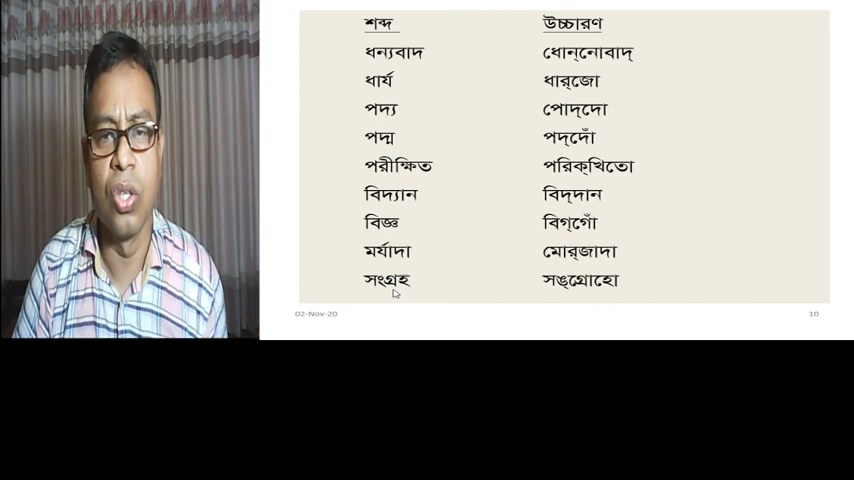 শব্দ উচ্চারণ
ধন্যবাদ ধোন্‌নোবাদ্
ধার্য ধার্‌জো
পদ্য পোদ্‌দো
পদ্ম পদ্‌দোঁ
পরীক্ষিত পরিক্‌খিতো
বিদ্যান বিদ্‌দান
বিজ্ঞ বিগ্‌গোঁ
মর্যাদা মোর্‌জাদা
সংগ্রহ সঙ্‌গ্রোহো
02-Nov-20 10